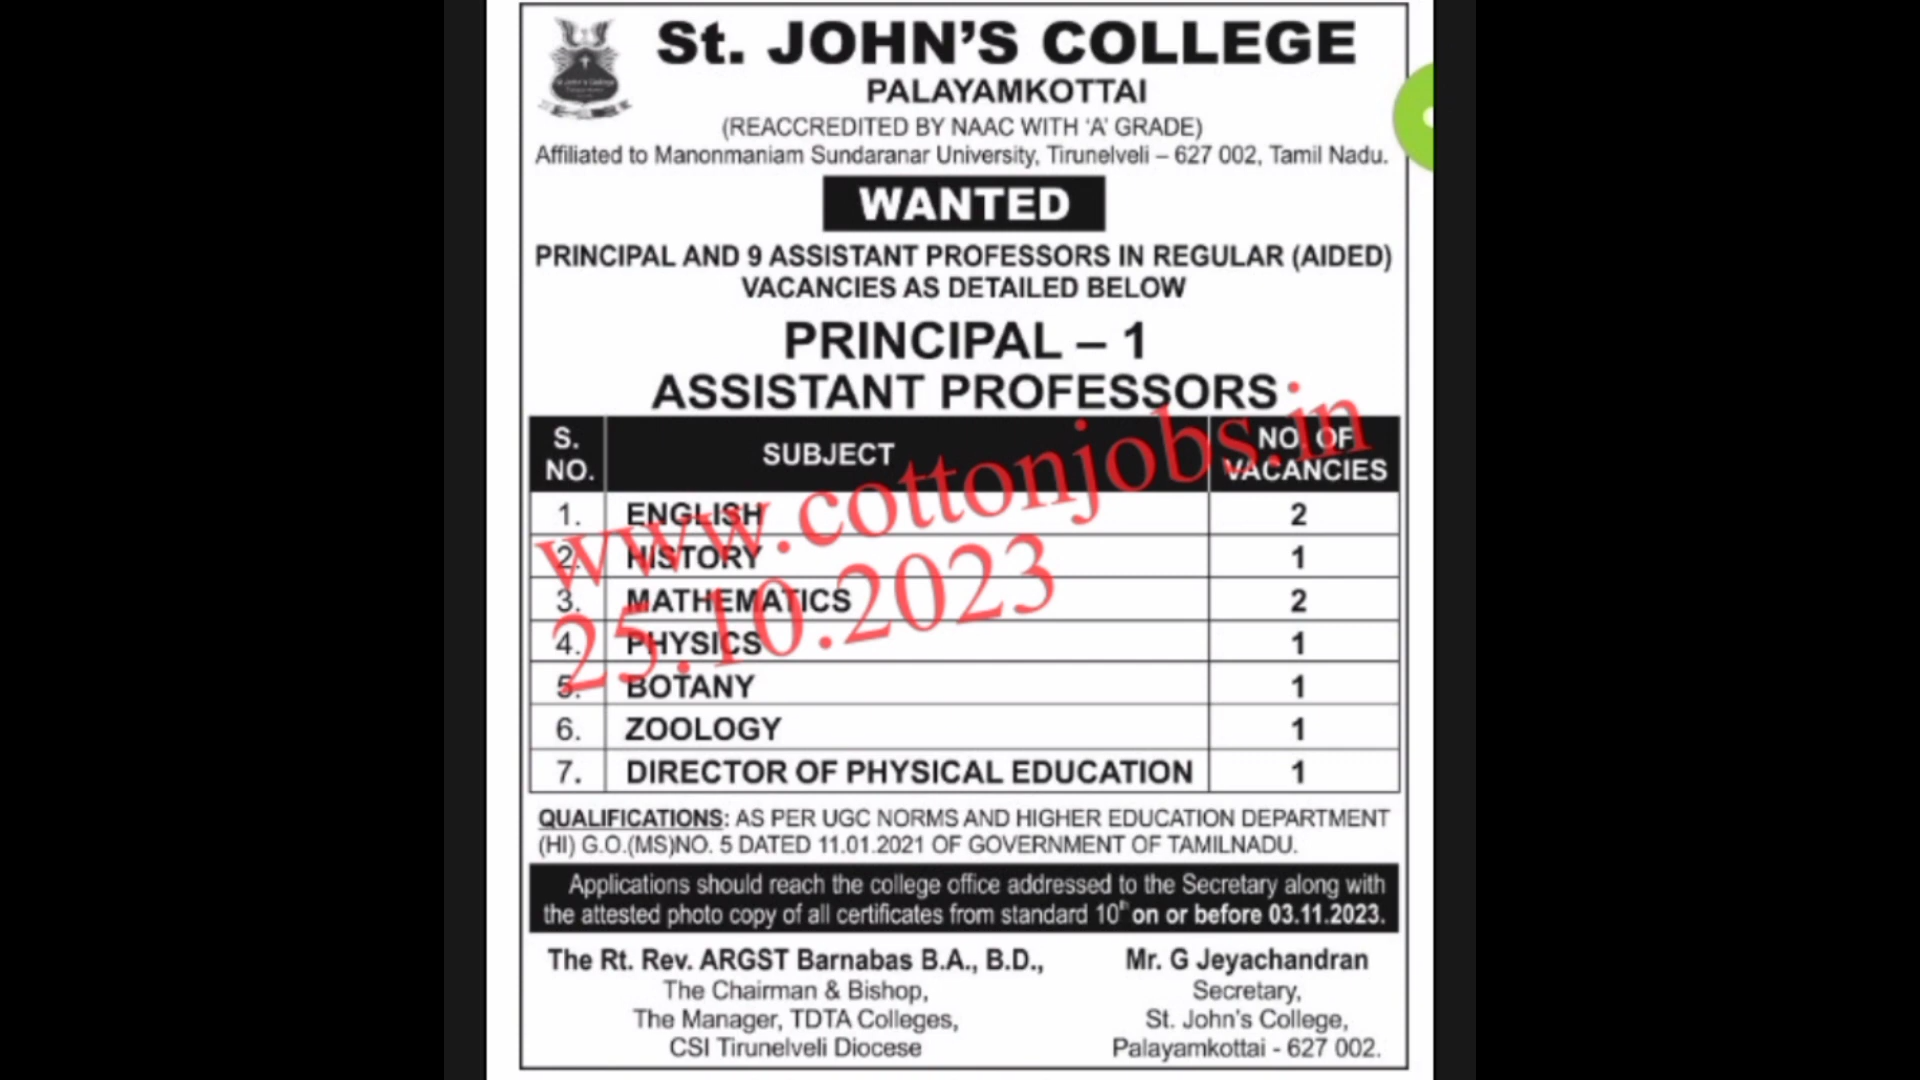 St. JOHN'S COLLEGE
PALAYAMKOTTAI
(REACCREDITED BY NAAC WITH 'A' GRADE)
Affiliated to Manonmaniam Sundaranar University, Tirunelveli – 627 002, Tamil Nadu.
WANTED
PRINCIPAL AND 9 ASSISTANT PROFESSORS IN REGULAR (AIDED)
VACANCIES AS DETAILED BELOW
PRINCIPAL – 1
ASSISTANT PROFESSORS
S. NO. SUBJECT NO. OF VACANCIES
1. ENGLISH 2
2. HISTORY 1
3. MATHEMATICS 2
4. PHYSICS 1
5. BOTANY 1
6. ZOOLOGY 1
7. DIRECTOR OF PHYSICAL EDUCATION 1
www.cottonjobs.in
25.10.2023
QUALIFICATIONS: AS PER UGC NORMS AND HIGHER EDUCATION DEPARTMENT
(HI) G.O.(MS)NO. 5 DATED 11.01.2021 OF GOVERNMENT OF TAMILNADU.
Applications should reach the college office addressed to the Secretary along with
the attested photo copy of all certificates from standard 10th on or before 03.11.2023.
The Rt. Rev. ARGST Barnabas B.A., B.D.,
The Chairman & Bishop,
The Manager, TDTA Colleges,
CSI Tirunelveli Diocese
Mr. G Jeyachandran
Secretary,
St. John's College,
Palayamkottai - 627 002.